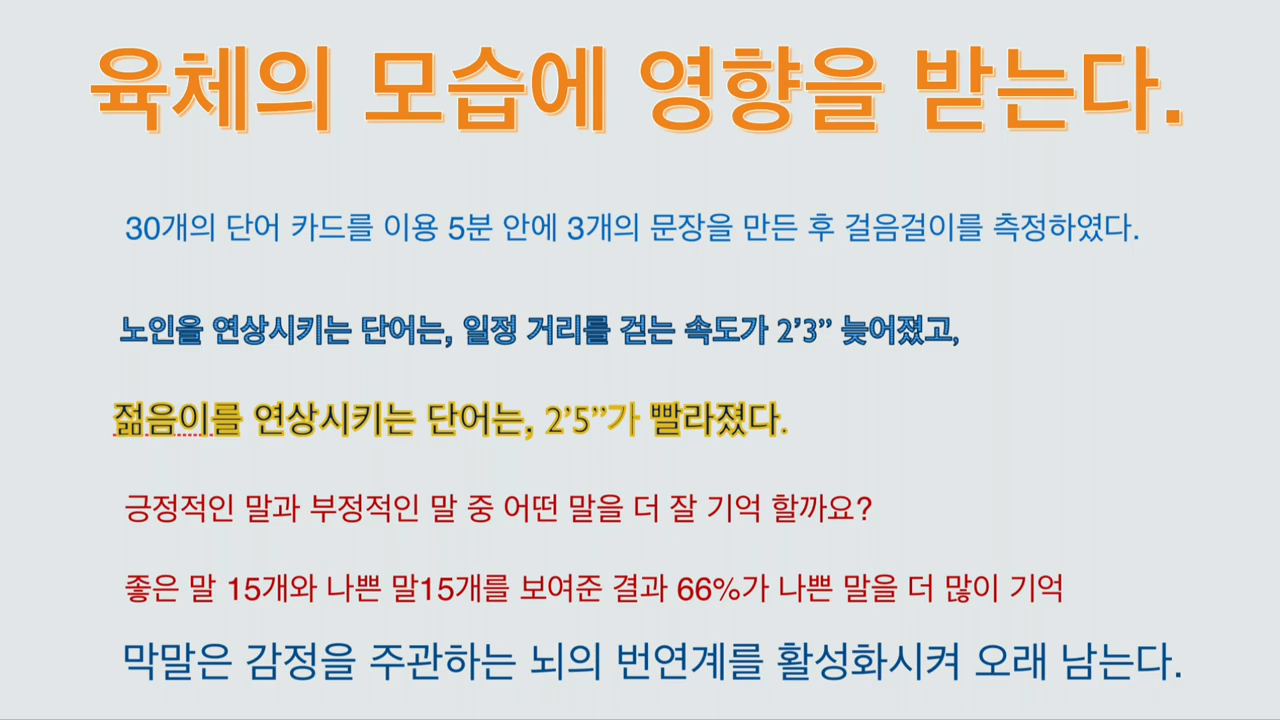 육체의 모습에 영향을 받는다.
30개의 단어 카드를 이용 5분 안에 3개의 문장을 만든 후 걸음걸이를 측정하였다.
노인을 연상시키는 단어는, 일정 거리를 걷는 속도가 2’3” 늦어졌고,
젊음이를 연상시키는 단어는, 2’5”가 빨라졌다.
긍정적인 말과 부정적인 말 중 어떤 말을 더 잘 기억 할까요?
좋은 말 15개와 나쁜 말15개를 보여준 결과 66%가 나쁜 말을 더 많이 기억
막말은 감정을 주관하는 뇌의 번연계를 활성화시켜 오래 남는다.